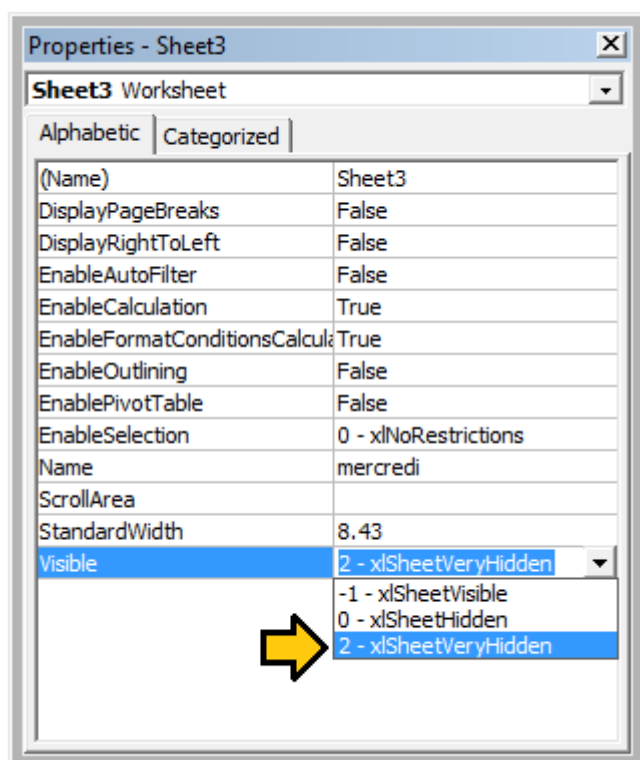 Properties - Sheet3
Sheet3 Worksheet
Alphabetic Categorized
(Name) Sheet3
DisplayPageBreaks False
DisplayRightToLeft False
EnableAutoFilter False
EnableCalculation True
EnableFormatConditionsCalcula True
EnableOutlining False
EnablePivotTable False
EnableSelection 0 - xlNoRestrictions
Name mercredi
ScrollArea
StandardWidth 8.43
Visible 2 - xlSheetVeryHidden
-1 - xlSheetVisible
0 - xlSheetHidden
2 - xlSheetVeryHidden